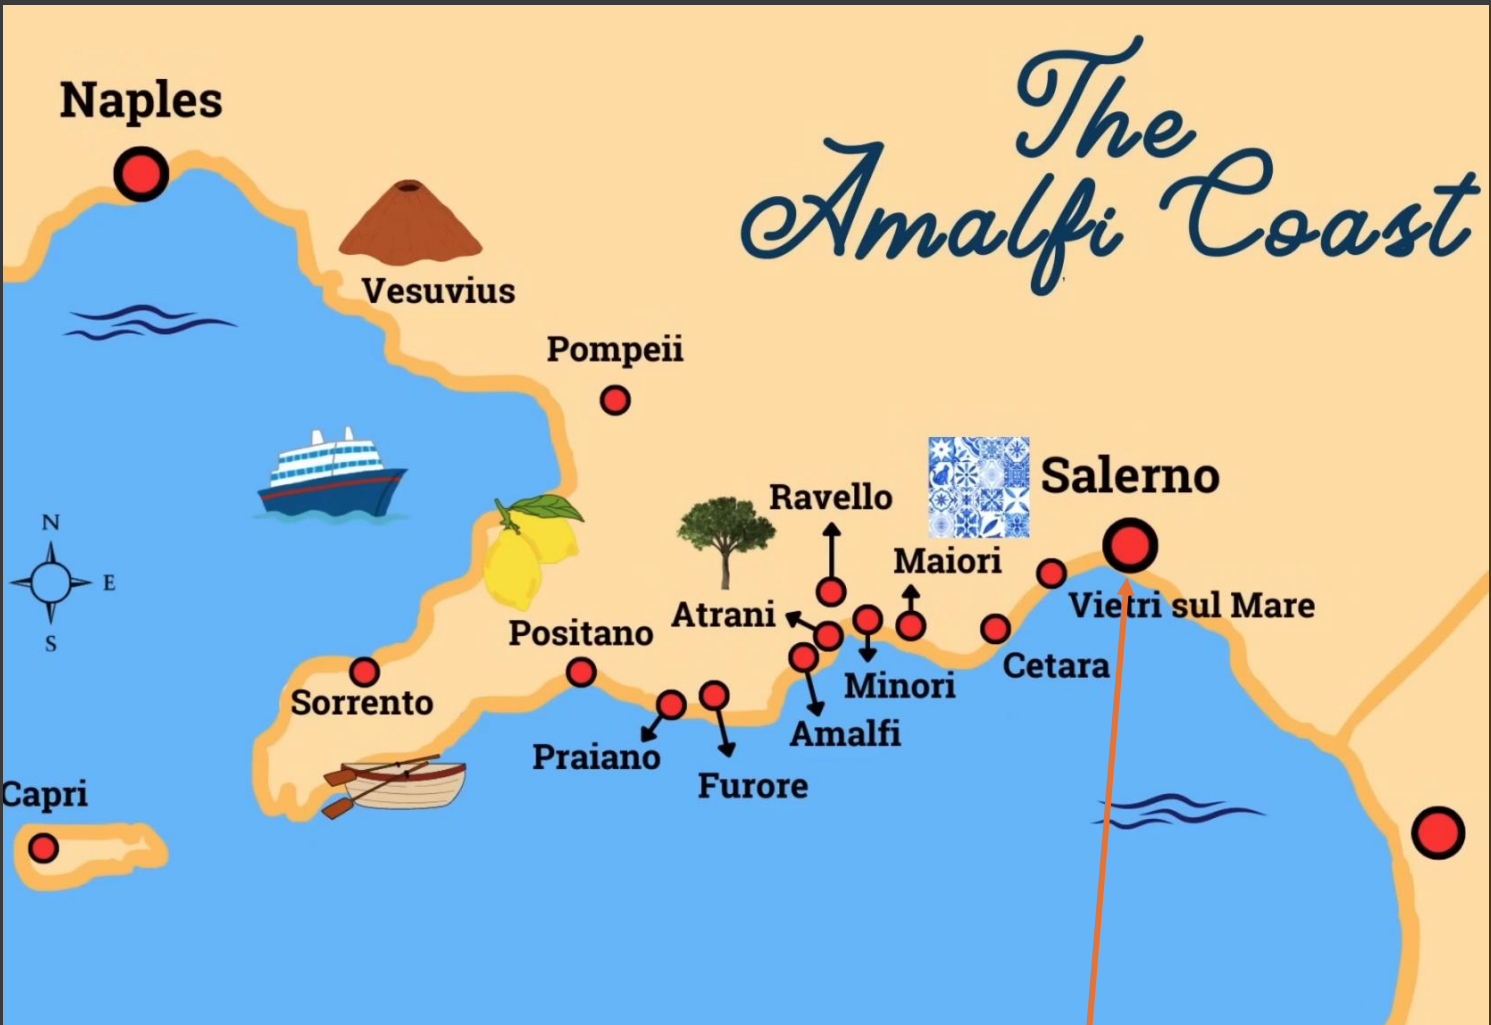 The
Amalfi Coast
Naples
Vesuvius
Pompeii
Salerno
Ravello
Maiori
Vietri sul Mare
Atrani
Positano
Cetara
Minori
Sorrento
Amalfi
Praiano
Furore
Capri
N
E
S